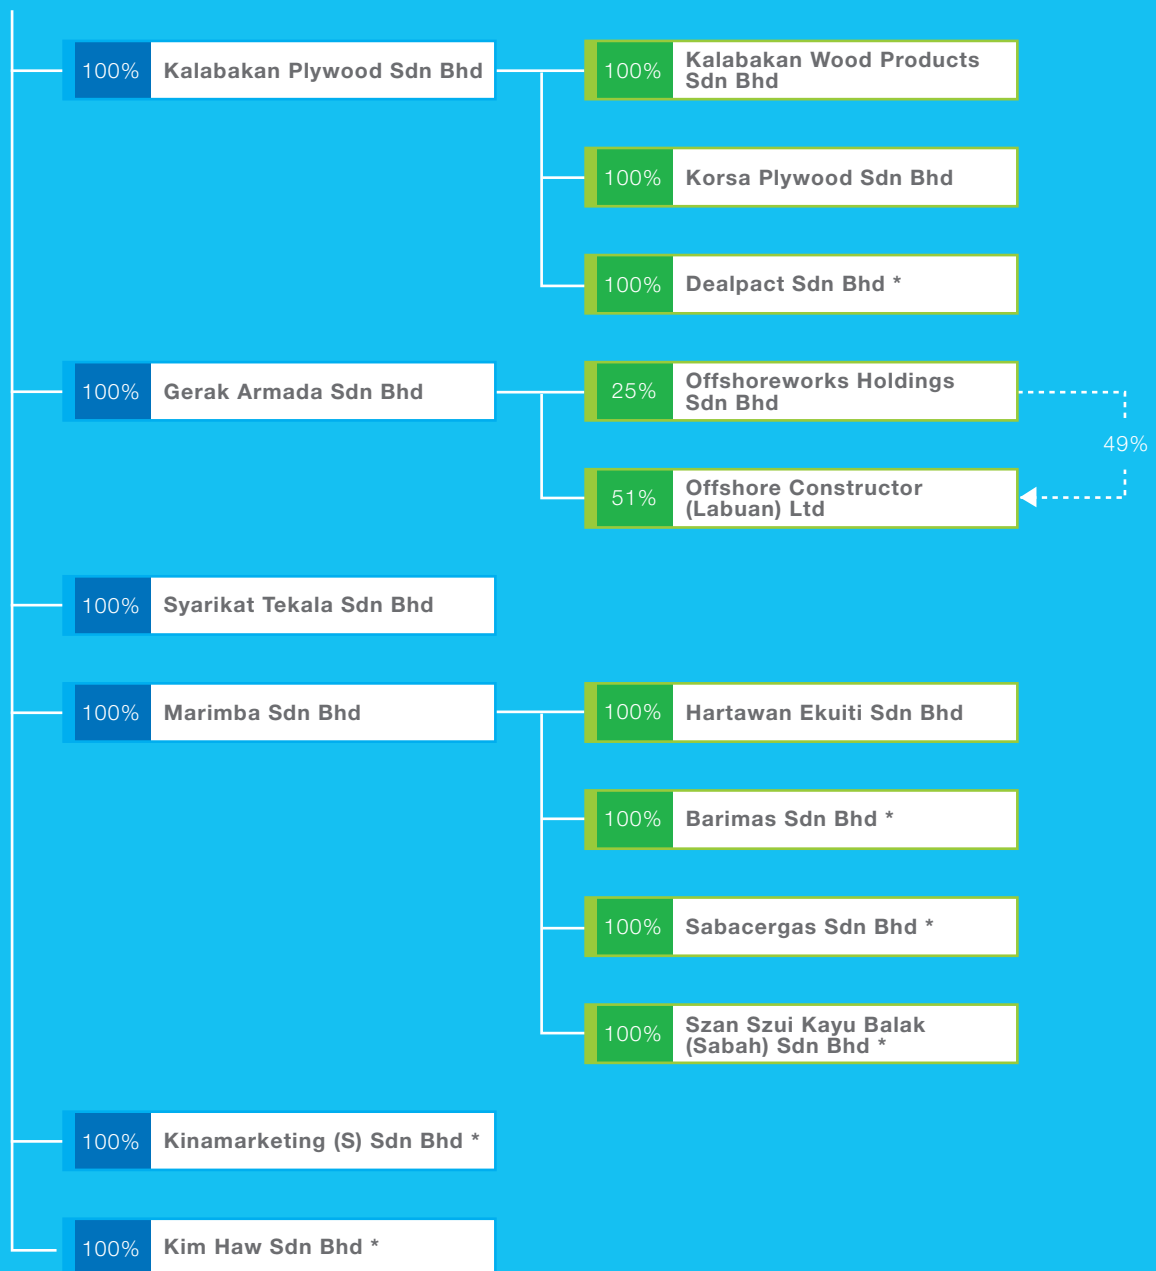 100% Kalabakan Plywood Sdn Bhd
100% Kalabakan Wood Products
Sdn Bhd
100% Korsa Plywood Sdn Bhd
100% Dealpact Sdn Bhd *
100% Gerak Armada Sdn Bhd
25% Offshoreworks Holdings
Sdn Bhd
49%
51% Offshore Constructor
(Labuan) Ltd
100% Syarikat Tekala Sdn Bhd
100% Marimba Sdn Bhd
100% Hartawan Ekuiti Sdn Bhd
100% Barimas Sdn Bhd *
100% Sabacergas Sdn Bhd *
100% Szan Szui Kayu Balak
(Sabah) Sdn Bhd *
100% Kinamarketing (S) Sdn Bhd *
100% Kim Haw Sdn Bhd *